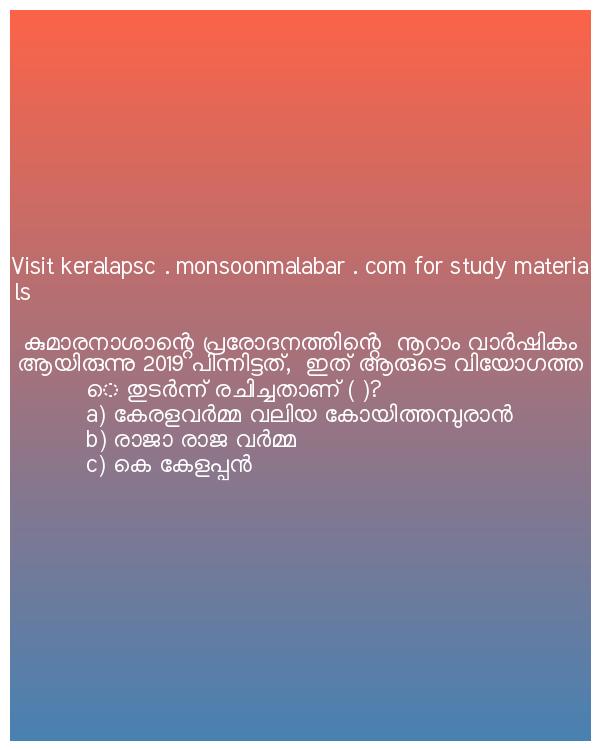 Visit keralapsc . monsoonmalabar . com for study materia
ls
കുമാരനാശാന്റെ പ്രരോദനത്തിന്റെ  നൂറാം വാർഷികം
ആയിരുന്നു 2019 പിന്നിട്ടത്,  ഇത് ആരുടെ വിയോഗത്ത
െ തുടർന്ന് രചിച്ചതാണ് ( )?
a) കേരളവർമ്മ വലിയ കോയിത്തമ്പുരാൻ
b) രാജാ രാജ വർമ്മ
c) കെ കേളപ്പൻ